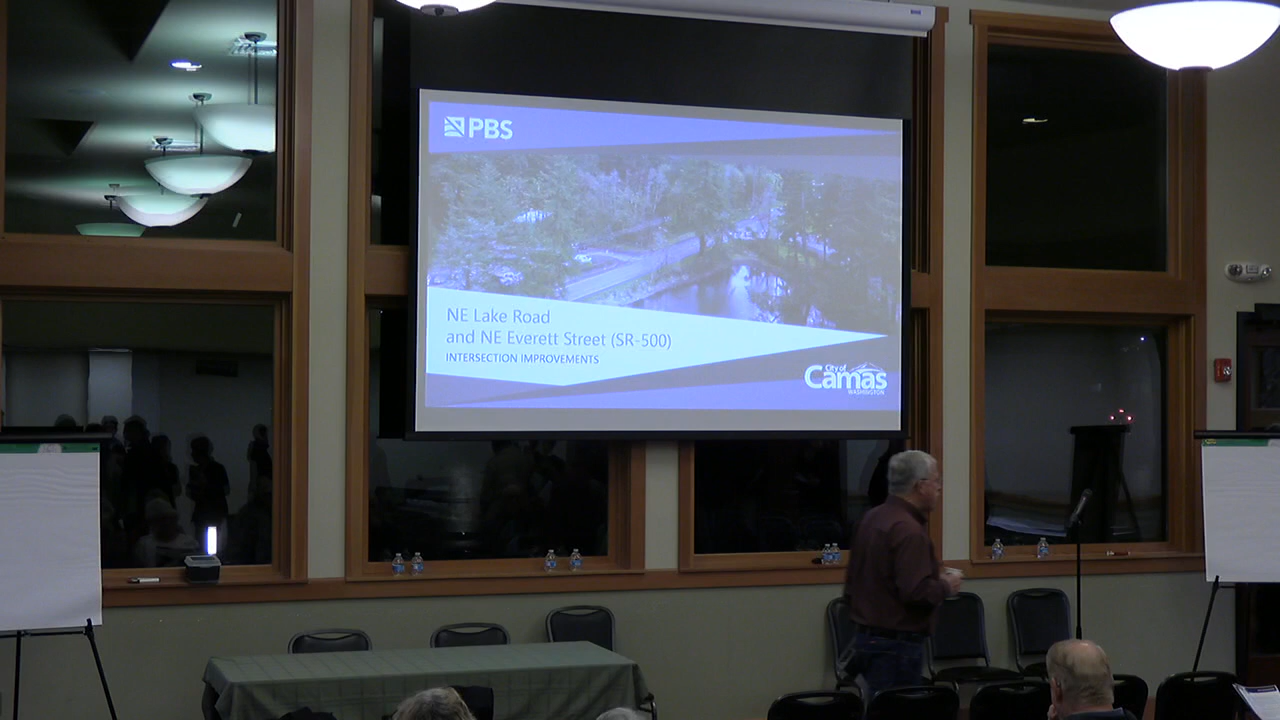 PBS
NE Lake Road
and NE Everett Street (SR-500)
INTERSECTION IMPROVEMENTS
City of
Camas
WASHINGTON